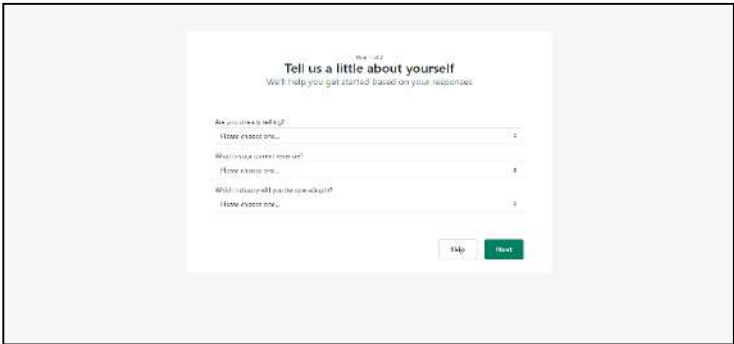 Tell us a little about yourself
We'll help you get started based on your responses
Are you already selling?
Please choose one...
What is your current revenue?
Please choose one...
Which industry will you be operating in?
Please choose one...
Skip
Next